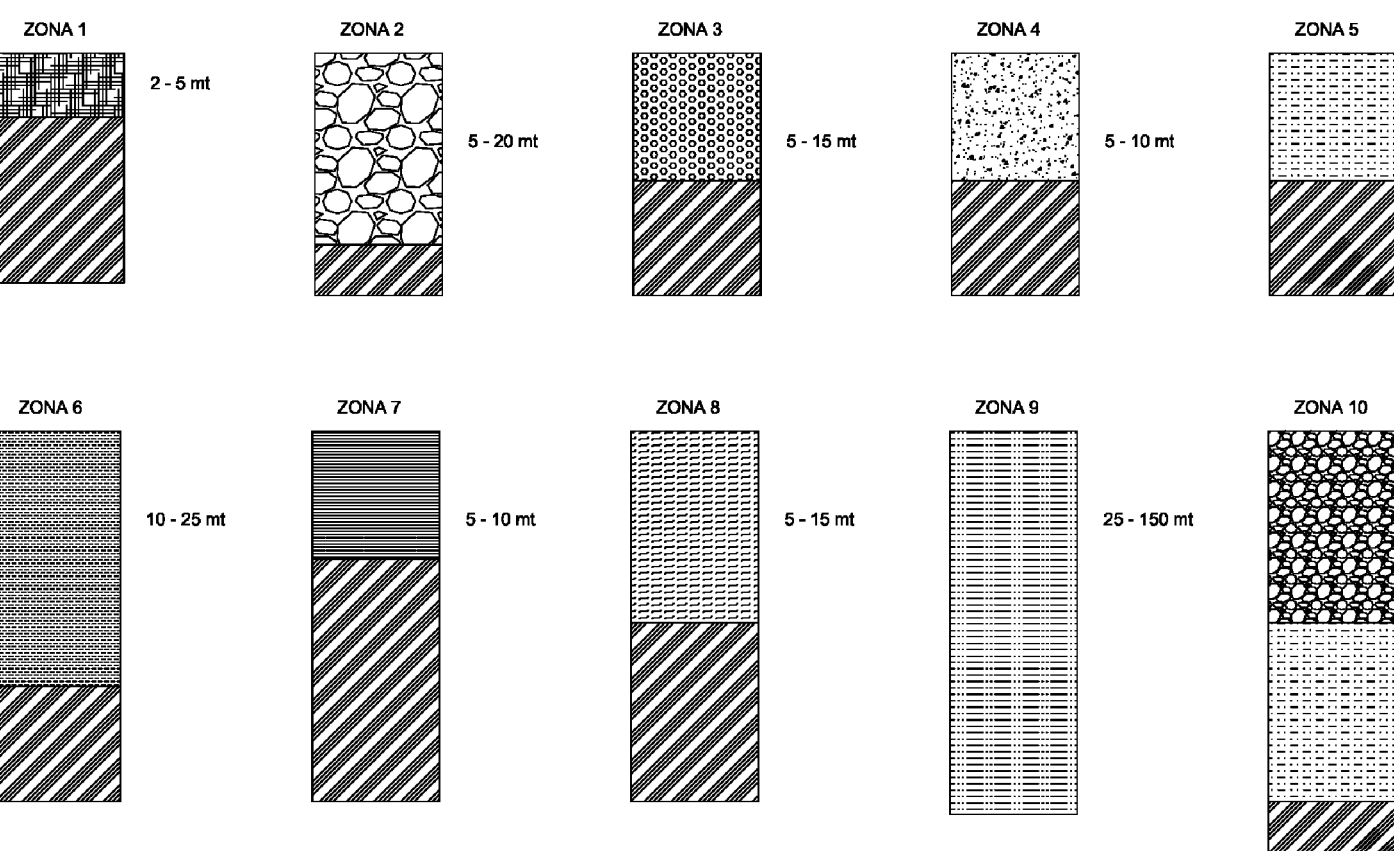 ZONA 1
ZONA 2
ZONA 3
ZONA 4
ZONA 5
2 - 5 mt
5 - 20 mt
5 - 15 mt
5 - 10 mt
ZONA 6
ZONA 7
ZONA 8
ZONA 9
ZONA 10
10 - 25 mt
5 - 10 mt
5 - 15 mt
25 - 150 mt